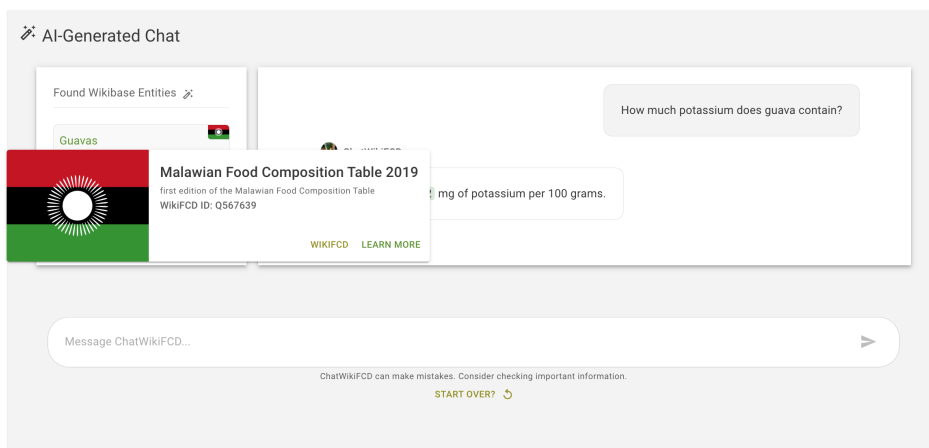 AI-Generated Chat
Found Wikibase Entities
Guavas
How much potassium does guava contain?
Malawian Food Composition Table 2019
first edition of the Malawian Food Composition Table
WikiFCD ID: Q567639
WIKIFCD LEARN MORE
mg of potassium per 100 grams.
Message ChatWikiFCD...
ChatWikiFCD can make mistakes. Consider checking important information.
START OVER?